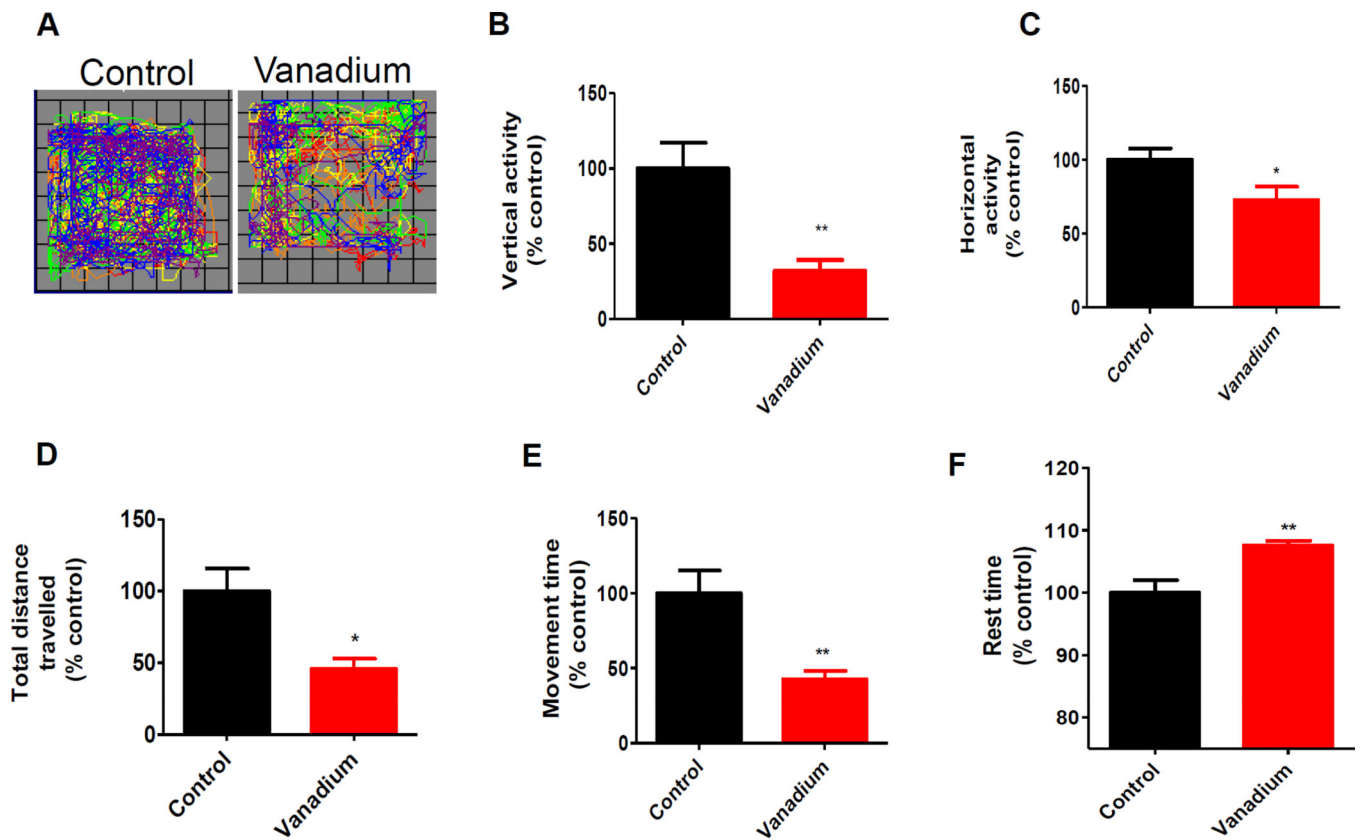 A
Control
Vanadium
B
Vertical activity
(% control)
150
100
50
0
**
Control
Vanadium
C
Horizontal
activity
(% control)
150
100
50
0
*
Control
Vanadium
D
Total distance
travelled
(% control)
150
100
50
0
*
Control
Vanadium
E
Movement time
(% control)
150
100
50
0
**
Control
Vanadium
F
Rest time
(% control)
120
110
100
90
80
**
Control
Vanadium